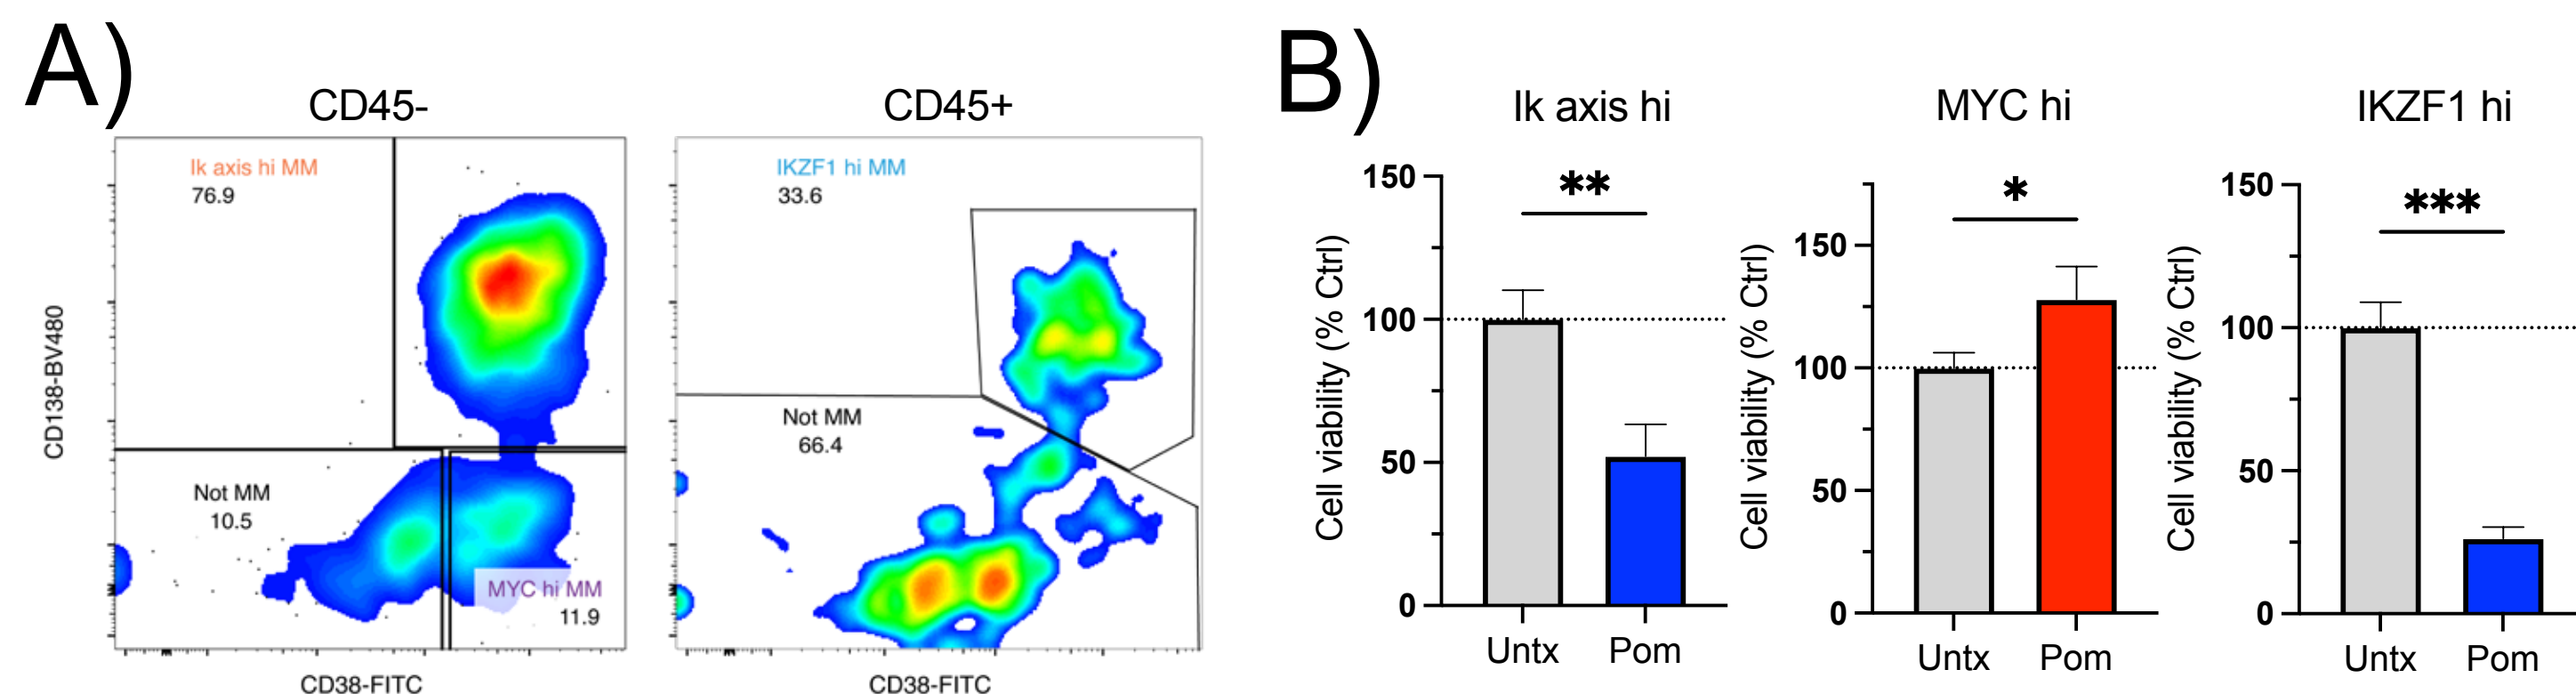 A)
CD45-
CD45+
Ik axis hi MM
76.9
IKZF1 hi MM
33.6
Not MM
66.4
Not MM
10.5
MYC hi MM
11.9
CD138-BV480
CD38-FITC
CD38-FITC
B)
Ik axis hi
MYC hi
IKZF1 hi
**
*
***
Cell viability (% Ctrl)
150
100
50
0
Untx
Pom
Cell viability (% Ctrl)
150
100
50
0
Untx
Pom
Cell viability (% Ctrl)
150
100
50
0
Untx
Pom